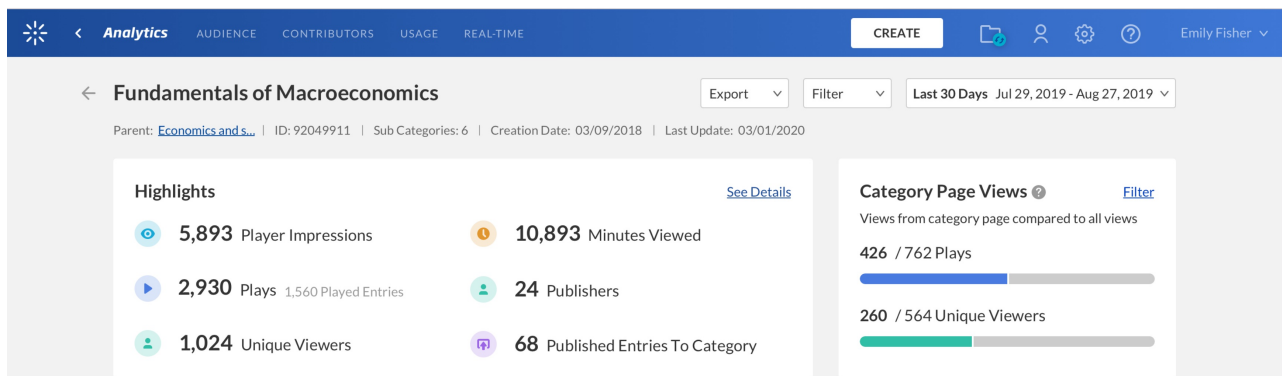 Analytics AUDIENCE CONTRIBUTORS USAGE REAL-TIME CREATE Emily Fisher
Fundamentals of Macroeconomics Export Filter Last 30 Days Jul 29, 2019 - Aug 27, 2019
Parent: Economics and s... | ID: 92049911 | Sub Categories: 6 | Creation Date: 03/09/2018 | Last Update: 03/01/2020
Highlights See Details
5,893 Player Impressions
10,893 Minutes Viewed
2,930 Plays 1,560 Played Entries
24 Publishers
1,024 Unique Viewers
68 Published Entries To Category
Category Page Views ? Filter
Views from category page compared to all views
426 / 762 Plays
260 / 564 Unique Viewers